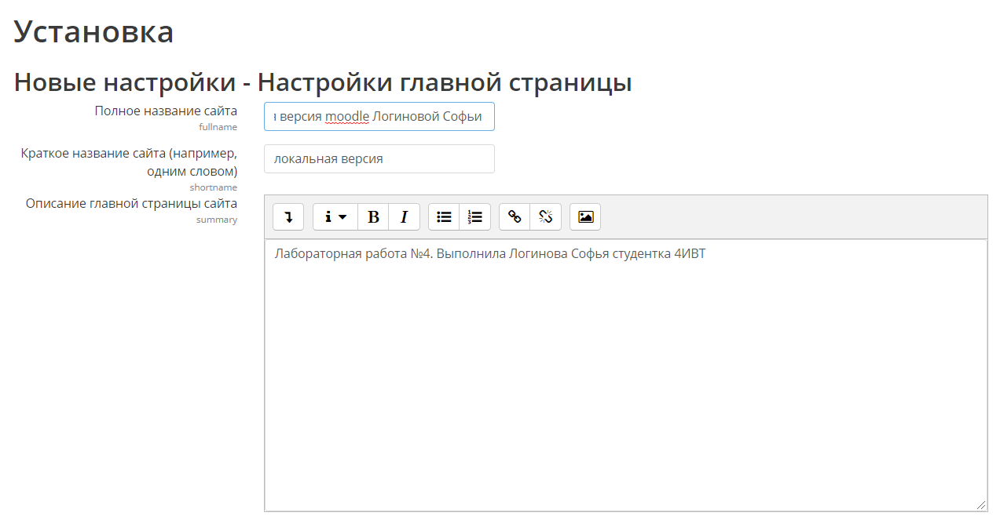 Установка
Новые настройки - Настройки главной страницы
Полное название сайта
fullname
версия moodle Логиновой Софьи
Краткое название сайта (например,
одним словом)
shortname
локальная версия
Описание главной страницы сайта
summary
B I
Лабораторная работа №4. Выполнила Логинова Софья студентка 4ИВТ